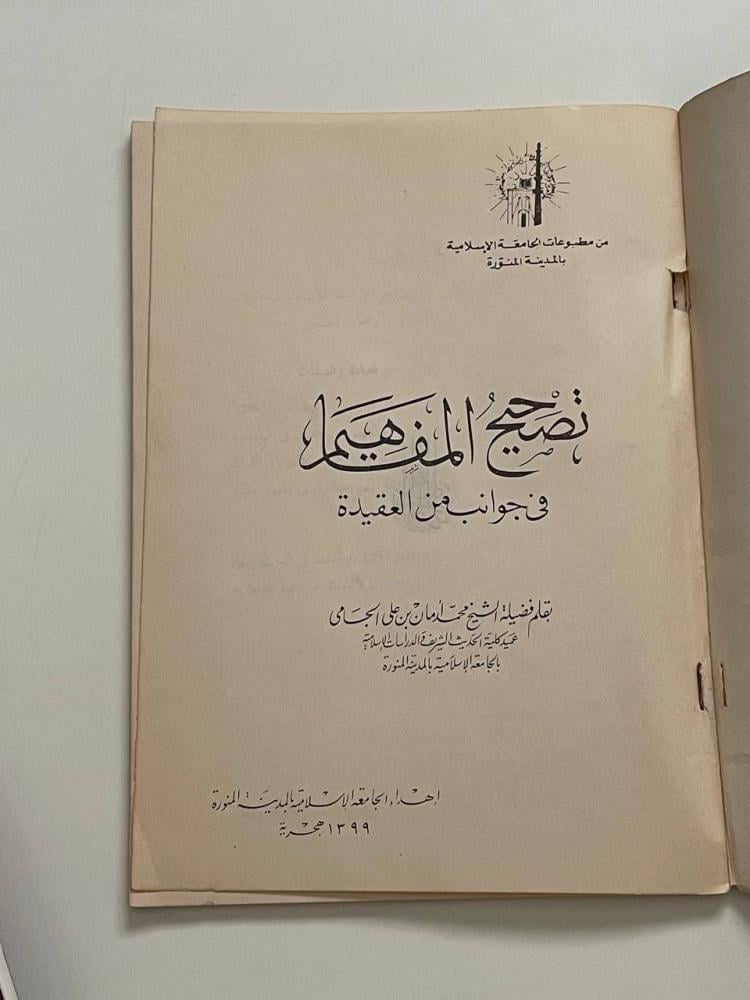 من مطبوعات الجامعة الإسلامية
بالمدينة المنورة
تصحيح المفاهيم
في جوانب من العقيدة
بقلم فضيلة الشيخ محمد أمان بن علي الجامي
عميد كلية الحديث الشريف والدراسات الإسلامية
بالجامعة الإسلامية بالمدينة المنورة
إهداء الجامعة الإسلامية بالمدينة المنورة
١٣٩٩ هجرية